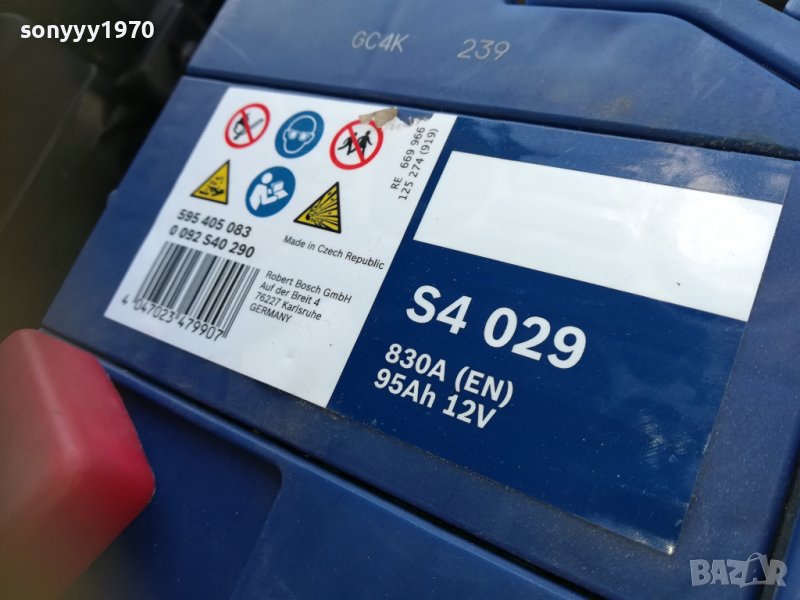 sonyyy1970
GC4K 239
RE 669 966
125 274 (919)
595 405 083
0 092 S40 290
Made in Czech Republic
Robert Bosch GmbH
Auf der Breit 4
76227 Karlsruhe
GERMANY
4 047023 479907
S4 029
830A (EN)
95Ah 12V
BAZAR